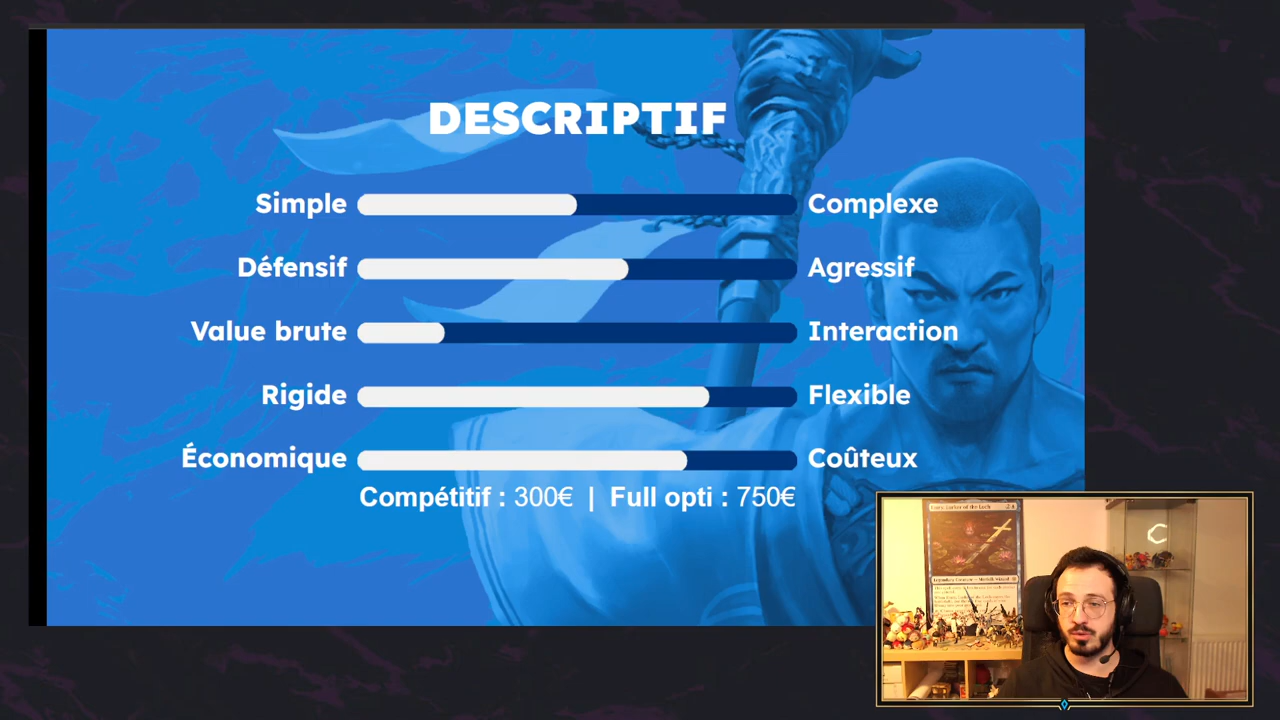 DESCRIPTIF
Simple Complexe
Défensif Agressif
Value brute Interaction
Rigide Flexible
Économique Coûteux
Compétitif : 300€ | Full opti : 750€